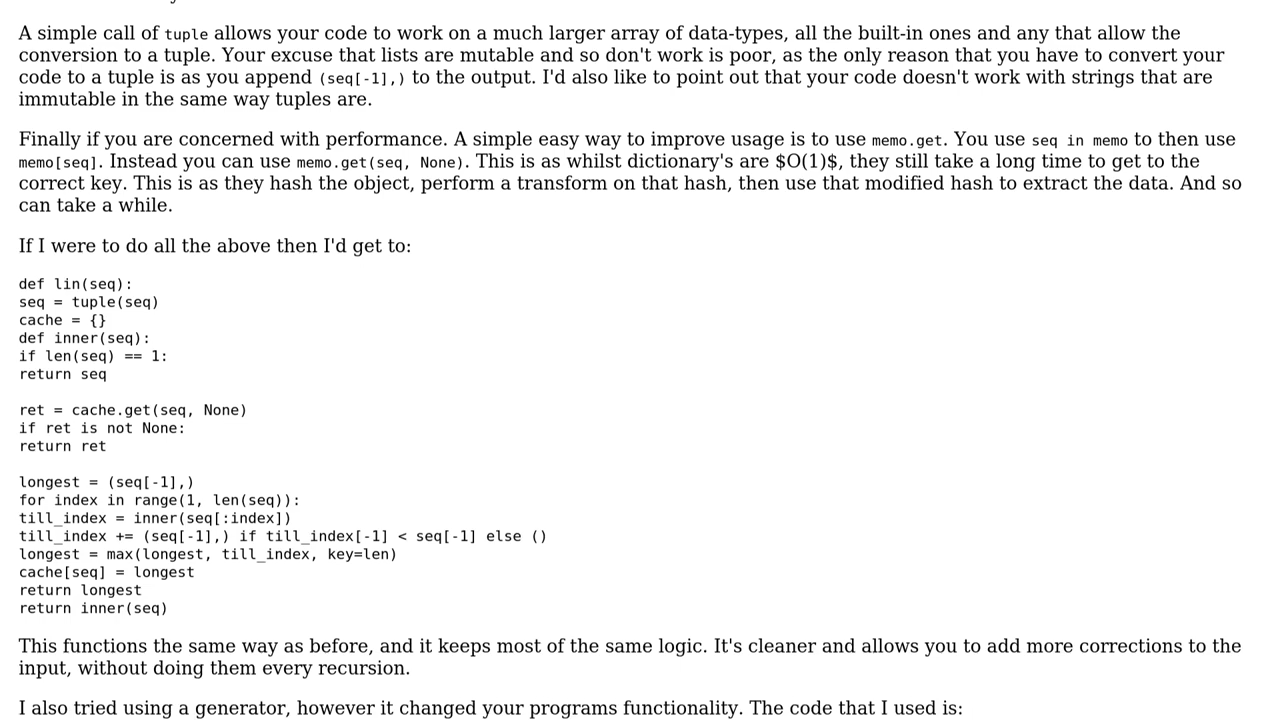 A simple call of tuple allows your code to work on a much larger array of data-types, all the built-in ones and any that allow the
conversion to a tuple. Your excuse that lists are mutable and so don't work is poor, as the only reason that you have to convert your
code to a tuple is as you append (seq[-1],) to the output. I'd also like to point out that your code doesn't work with strings that are
immutable in the same way tuples are.
Finally if you are concerned with performance. A simple easy way to improve usage is to use memo.get. You use seq in memo to then use
memo[seq]. Instead you can use memo.get(seq, None). This is as whilst dictionary's are $O(1)$, they still take a long time to get to the
correct key. This is as they hash the object, perform a transform on that hash, then use that modified hash to extract the data. And so
can take a while.
If I were to do all the above then I'd get to:
def lin(seq):
seq = tuple(seq)
cache = {}
def inner(seq):
if len(seq) == 1:
return seq
ret = cache.get(seq, None)
if ret is not None:
return ret
longest = (seq[-1],)
for index in range(1, len(seq)):
till_index = inner(seq[:index])
till_index += (seq[-1],) if till_index[-1] < seq[-1] else ()
longest = max(longest, till_index, key=len)
cache[seq] = longest
return longest
return inner(seq)
This functions the same way as before, and it keeps most of the same logic. It's cleaner and allows you to add more corrections to the
input, without doing them every recursion.
I also tried using a generator, however it changed your programs functionality. The code that I used is: